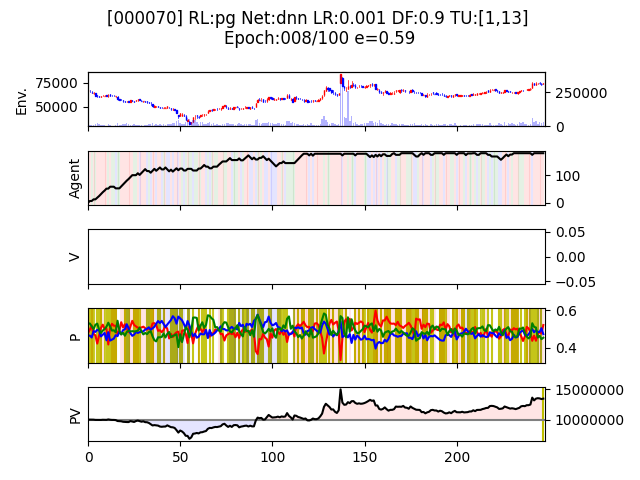 [000070] RL:pg Net:dnn LR:0.001 DF:0.9 TU:[1,13]
Epoch:008/100 e=0.59
Env.
75000
50000
250000
0
Agent
100
0
V
0.05
0.00
−0.05
P
0.6
0.4
PV
15000000
10000000
0
50
100
150
200